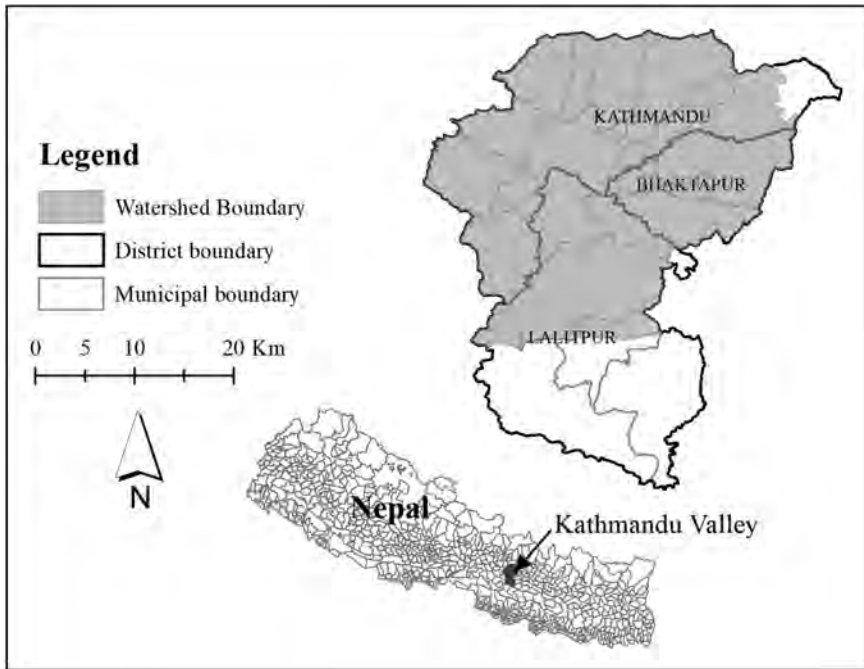 KATHMANDU
BHAKTAPUR
LALITPUR
Legend
Watershed Boundary
District boundary
Municipal boundary
0 5 10 20 Km
N
Nepal
Kathmandu Valley